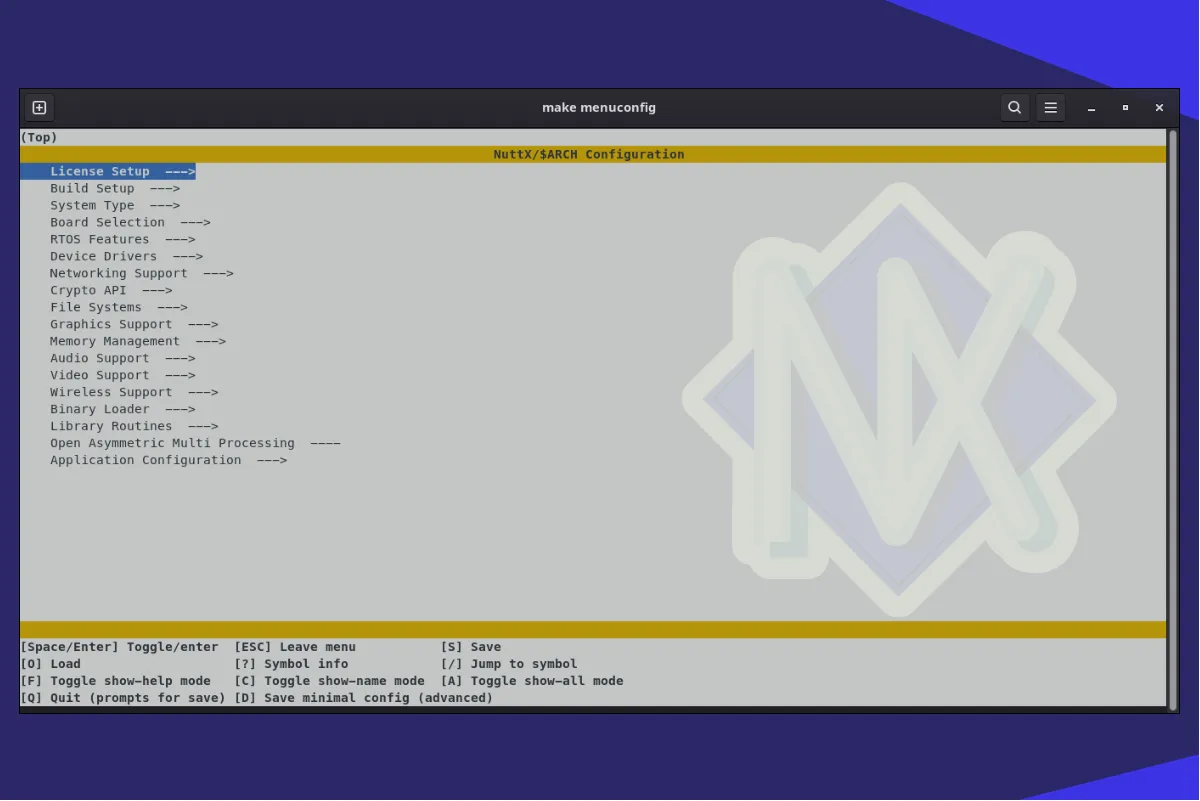 make menuconfig
(Top)
NuttX/$ARCH Configuration
License Setup --->
Build Setup --->
System Type --->
Board Selection --->
RTOS Features --->
Device Drivers --->
Networking Support --->
Crypto API --->
File Systems --->
Graphics Support --->
Memory Management --->
Audio Support --->
Video Support --->
Wireless Support --->
Binary Loader --->
Library Routines --->
Open Asymmetric Multi Processing ----
Application Configuration --->
NX
[Space/Enter] Toggle/enter [ESC] Leave menu [S] Save
[O] Load [?] Symbol info [/] Jump to symbol
[F] Toggle show-help mode [C] Toggle show-name mode [A] Toggle show-all mode
[Q] Quit (prompts for save) [D] Save minimal config (advanced)